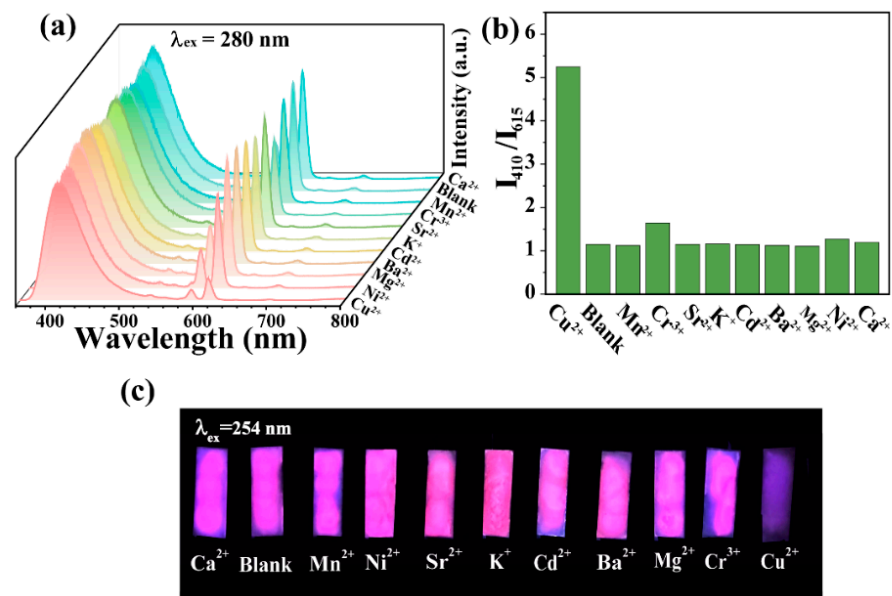 (a)
λex = 280 nm
Intensity (a.u.)
Ca²⁺
Blank
Mn²⁺
Cr³⁺
Sr²⁺
K⁺
Cd²⁺
Ba²⁺
Mg²⁺
Ni²⁺
Cu²⁺
400 500 600 700 800
Wavelength (nm)
(b)
I410 /I615
6
5
4
3
2
1
0
Cu²⁺ Blank Mn²⁺ Cr³⁺ Sr²⁺ K⁺ Cd²⁺ Ba²⁺ Mg²⁺ Ni²⁺ Ca²⁺
(c)
λex=254 nm
Ca²⁺ Blank Mn²⁺ Ni²⁺ Sr²⁺ K⁺ Cd²⁺ Ba²⁺ Mg²⁺ Cr³⁺ Cu²⁺